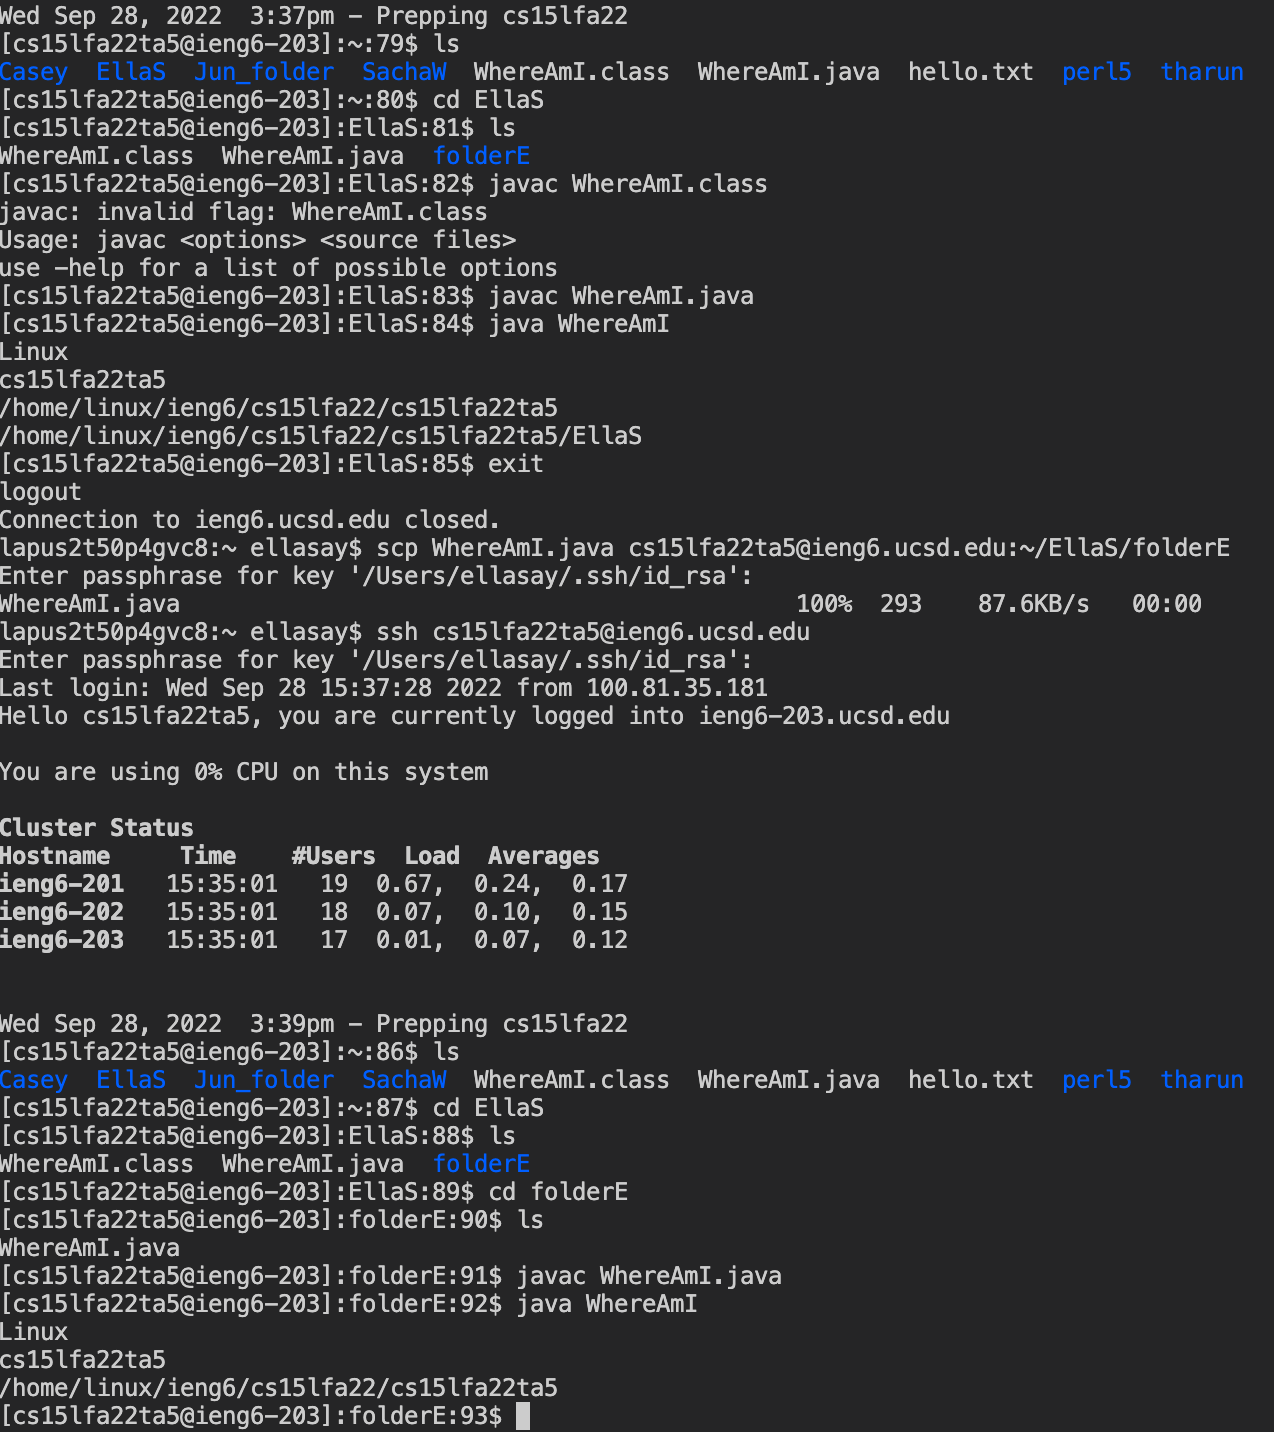 Wed Sep 28, 2022  3:37pm - Prepping cs15lfa22
[cs15lfa22ta5@ieng6-203]:~:79$ ls
Casey  EllaS  Jun_folder  SachaW  WhereAmI.class  WhereAmI.java  hello.txt  perl5  tharun
[cs15lfa22ta5@ieng6-203]:~:80$ cd EllaS
[cs15lfa22ta5@ieng6-203]:EllaS:81$ ls
WhereAmI.class  WhereAmI.java  folderE
[cs15lfa22ta5@ieng6-203]:EllaS:82$ javac WhereAmI.class
javac: invalid flag: WhereAmI.class
Usage: javac <options> <source files>
use -help for a list of possible options
[cs15lfa22ta5@ieng6-203]:EllaS:83$ javac WhereAmI.java
[cs15lfa22ta5@ieng6-203]:EllaS:84$ java WhereAmI
Linux
cs15lfa22ta5
/home/linux/ieng6/cs15lfa22/cs15lfa22ta5
/home/linux/ieng6/cs15lfa22/cs15lfa22ta5/EllaS
[cs15lfa22ta5@ieng6-203]:EllaS:85$ exit
logout
Connection to ieng6.ucsd.edu closed.
lapus2t50p4gvc8:~ ellasay$ scp WhereAmI.java cs15lfa22ta5@ieng6.ucsd.edu:~/EllaS/folderE
Enter passphrase for key '/Users/ellasay/.ssh/id_rsa':
WhereAmI.java                                            100%  293    87.6KB/s   00:00
lapus2t50p4gvc8:~ ellasay$ ssh cs15lfa22ta5@ieng6.ucsd.edu
Enter passphrase for key '/Users/ellasay/.ssh/id_rsa':
Last login: Wed Sep 28 15:37:28 2022 from 100.81.35.181
Hello cs15lfa22ta5, you are currently logged into ieng6-203.ucsd.edu
You are using 0% CPU on this system
Cluster Status
Hostname     Time    #Users  Load  Averages
ieng6-201   15:35:01   19  0.67,  0.24,  0.17
ieng6-202   15:35:01   18  0.07,  0.10,  0.15
ieng6-203   15:35:01   17  0.01,  0.07,  0.12
Wed Sep 28, 2022  3:39pm - Prepping cs15lfa22
[cs15lfa22ta5@ieng6-203]:~:86$ ls
Casey  EllaS  Jun_folder  SachaW  WhereAmI.class  WhereAmI.java  hello.txt  perl5  tharun
[cs15lfa22ta5@ieng6-203]:~:87$ cd EllaS
[cs15lfa22ta5@ieng6-203]:EllaS:88$ ls
WhereAmI.class  WhereAmI.java  folderE
[cs15lfa22ta5@ieng6-203]:EllaS:89$ cd folderE
[cs15lfa22ta5@ieng6-203]:folderE:90$ ls
WhereAmI.java
[cs15lfa22ta5@ieng6-203]:folderE:91$ javac WhereAmI.java
[cs15lfa22ta5@ieng6-203]:folderE:92$ java WhereAmI
Linux
cs15lfa22ta5
/home/linux/ieng6/cs15lfa22/cs15lfa22ta5
[cs15lfa22ta5@ieng6-203]:folderE:93$